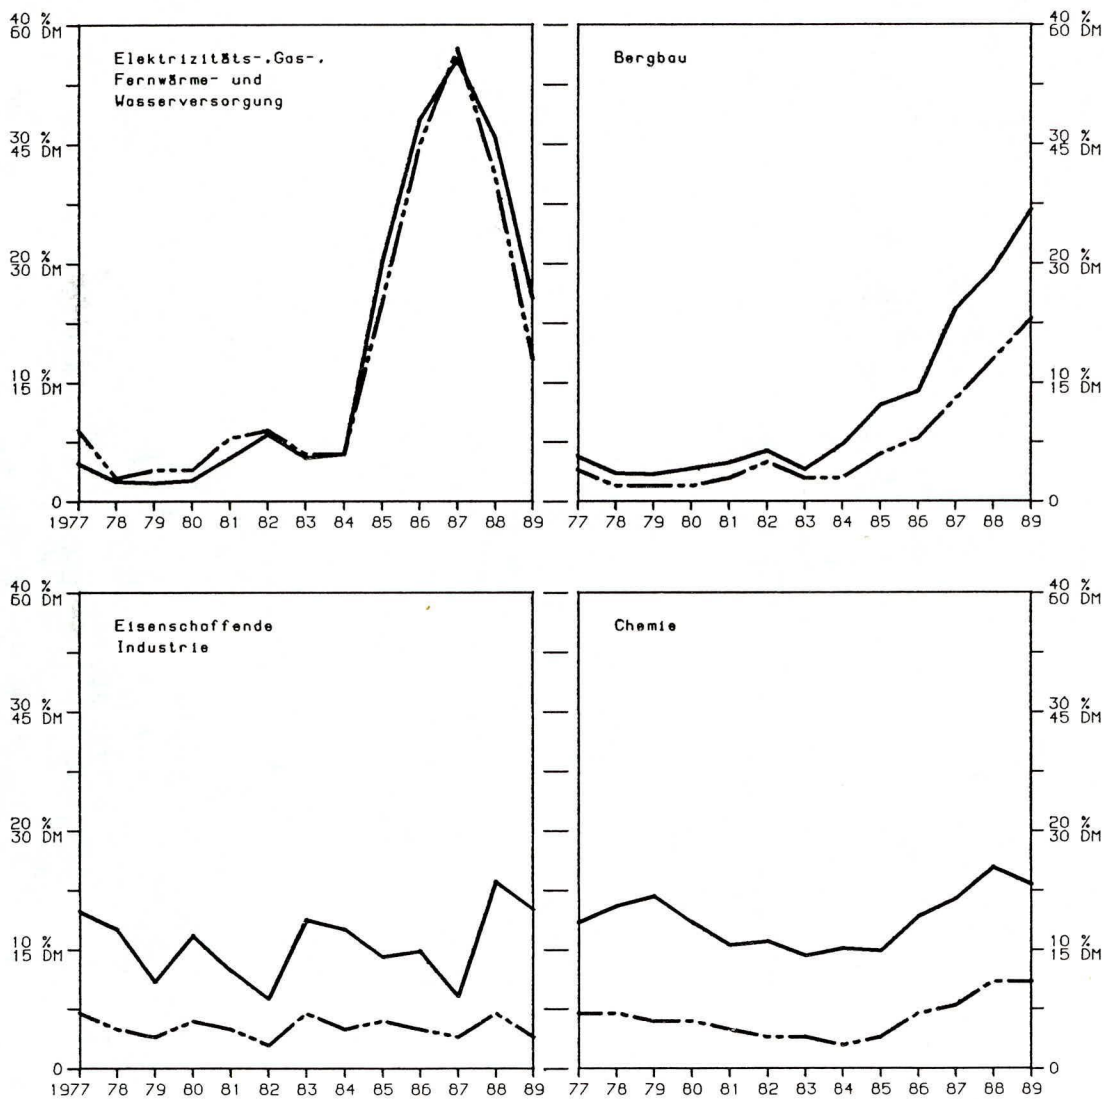 40 %
60 DM
Elektrizitäts-,Gas-,
Fernwärme- und
Wasserversorgung
30 %
45 DM
20 %
30 DM
10 %
15 DM
0
1977 78 79 80 81 82 83 84 85 86 87 88 89
40 %
60 DM
Bergbau
30 %
45 DM
20 %
30 DM
10 %
15 DM
0
77 78 79 80 81 82 83 84 85 86 87 88 89
40 %
60 DM
Eisenschaffende
Industrie
30 %
45 DM
20 %
30 DM
10 %
15 DM
0
1977 78 79 80 81 82 83 84 85 86 87 88 89
40 %
60 DM
Chemie
30 %
45 DM
20 %
30 DM
10 %
15 DM
0
77 78 79 80 81 82 83 84 85 86 87 88 89